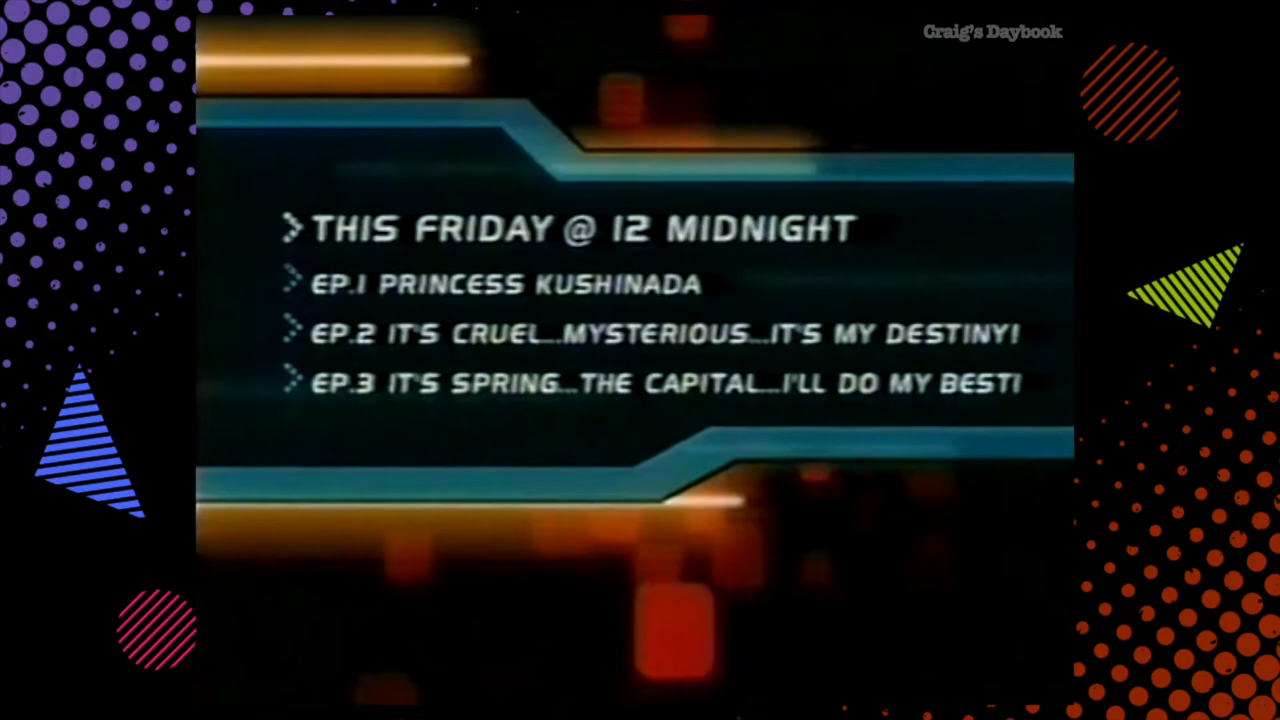 Craig's Daybook
THIS FRIDAY @ 12 MIDNIGHT
EP.1 PRINCESS KUSHINADA
EP.2 IT'S CRUEL...MYSTERIOUS...IT'S MY DESTINY!
EP.3 IT'S SPRING...THE CAPITAL...I'LL DO MY BEST!